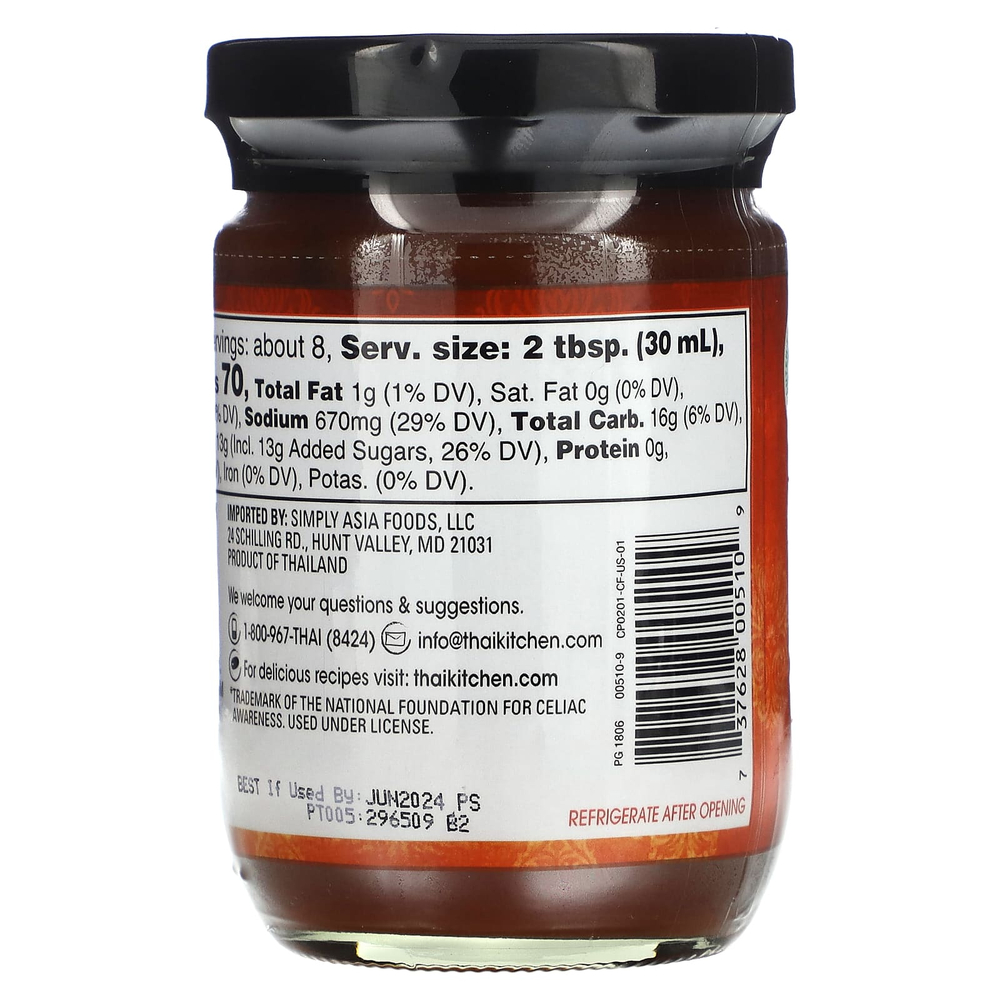 rvings: about 8, Serv. size: 2 tbsp. (30 mL),
s 70, Total Fat 1g (1% DV), Sat. Fat 0g (0% DV),
% DV), Sodium 670mg (29% DV), Total Carb. 16g (6% DV),
13g (Incl. 13g Added Sugars, 26% DV), Protein 0g,
), Iron (0% DV), Potas. (0% DV).
IMPORTED BY: SIMPLY ASIA FOODS, LLC
24 SCHILLING RD., HUNT VALLEY, MD 21031
PRODUCT OF THAILAND
We welcome your questions & suggestions.
1-800-967-THAI (8424) info@thaikitchen.com
For delicious recipes visit: thaikitchen.com
*TRADEMARK OF THE NATIONAL FOUNDATION FOR CELIAC
AWARENESS. USED UNDER LICENSE.
BEST If Used By: JUN2024 PS
PT005: 296509 B2
REFRIGERATE AFTER OPENING
PG 1806 00510-9 CP0201-CF-US-01
7 37628 00510 9